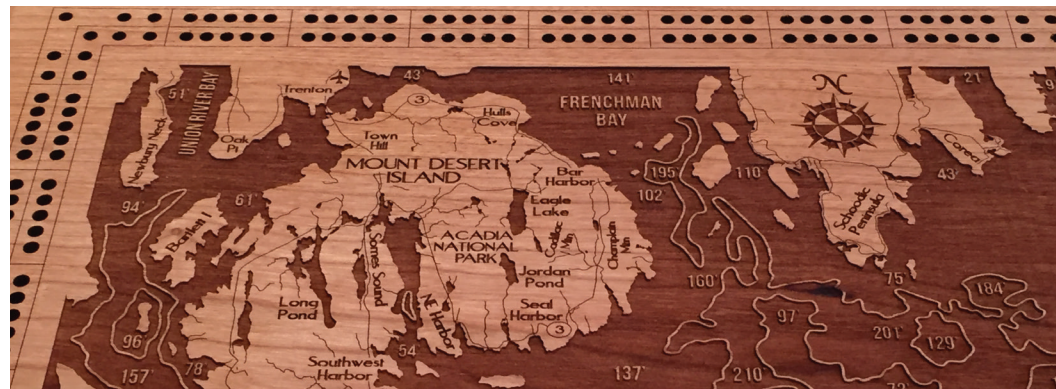 43'
141'
21'
51'
UNION RIVER BAY
Trenton
3
Hulls
Cove
FRENCHMAN
BAY
N
Newbury Neck
Oak
Pt
Town
Hill
Corea
MOUNT DESERT
ISLAND
Bar
Harbor
195'
102'
110'
43'
94'
61'
Bartlett I
Eagle
Lake
Cadillac
Mtn
Champlain
Mtn
Schoodic
Peninsula
Somes Sound
ACADIA
NATIONAL
PARK
Jordan
Pond
160'
75'
184'
Long
Pond
N.E. Harbor
Seal
Harbor
3
97'
201'
129'
96'
54'
157'
78'
Southwest
Harbor
137'
210'